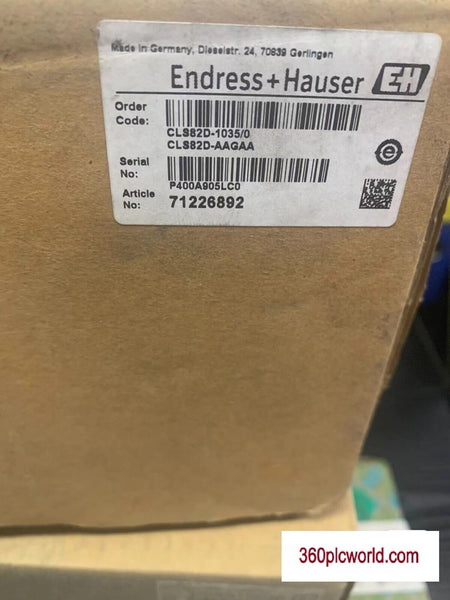 Made in Germany, Dieselstr. 24, 70839 Gerlingen
Endress+Hauser EH
Order
Code:
CLS82D-1035/0
CLS82D-AAGAA
Serial
No:
P400A905LC0
Article
No: 71226892
360plcworld.com